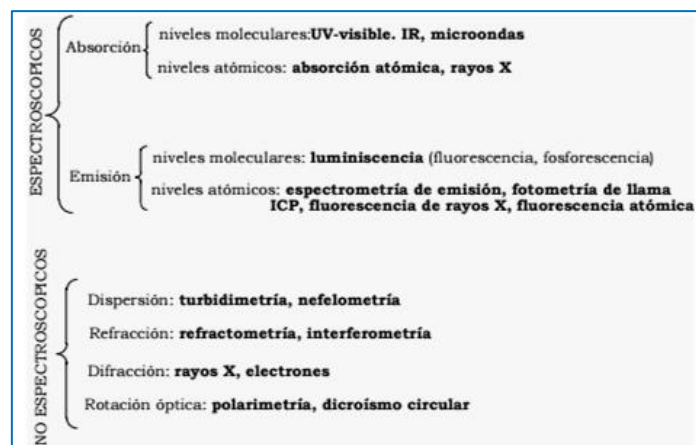 ESPECTROSCOPICOS
Absorción
niveles moleculares:UV-visible. IR, microondas
niveles atómicos: absorción atómica, rayos X
Emisión
niveles moleculares: luminiscencia (fluorescencia, fosforescencia)
niveles atómicos: espectrometría de emisión, fotometría de llama
ICP, fluorescencia de rayos X, fluorescencia atómica
NO ESPECTROSCOPICOS
Dispersión: turbidimetría, nefelometría
Refracción: refractometría, interferometría
Difracción: rayos X, electrones
Rotación óptica: polarimetría, dicroísmo circular